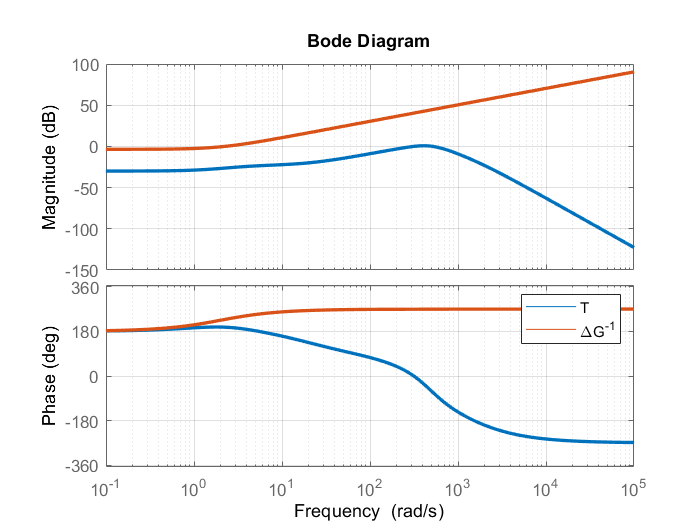 Bode Diagram
Magnitude (dB)
100
50
0
-50
-100
-150
Phase (deg)
360
180
0
-180
-360
T
ΔG⁻¹
10⁻¹ 10⁰ 10¹ 10² 10³ 10⁴ 10⁵
Frequency (rad/s)